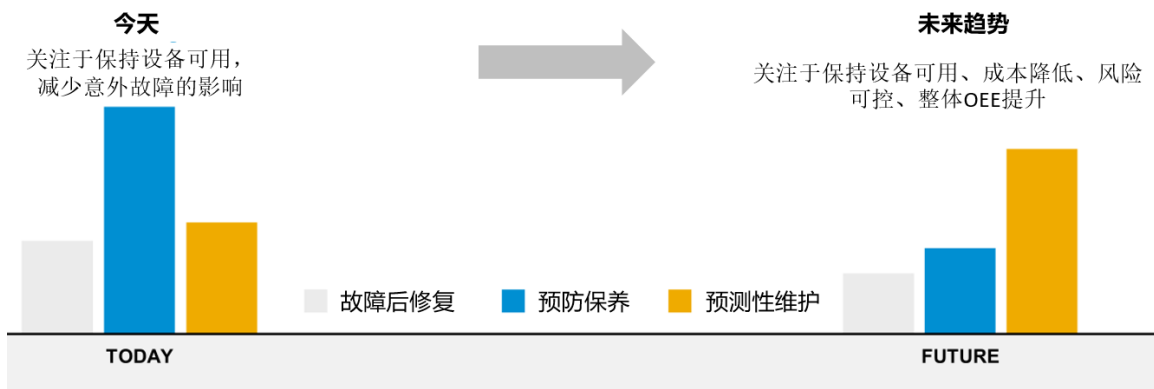 今天
关注于保持设备可用，
减少意外故障的影响
未来趋势
关注于保持设备可用、成本降低、风险
可控、整体OEE提升
故障后修复
预防保养
预测性维护
TODAY
FUTURE